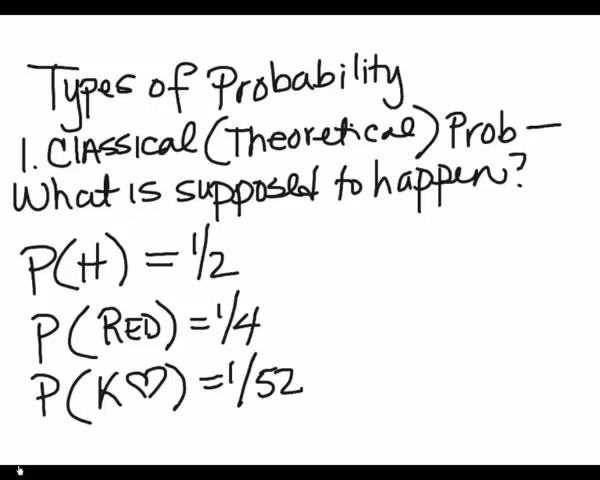 Types of Probability
1. Classical (Theoretical) Prob —
What is supposed to happen?
P(H) = 1/2
P(RED) = 1/4
P(K♡) = 1/52